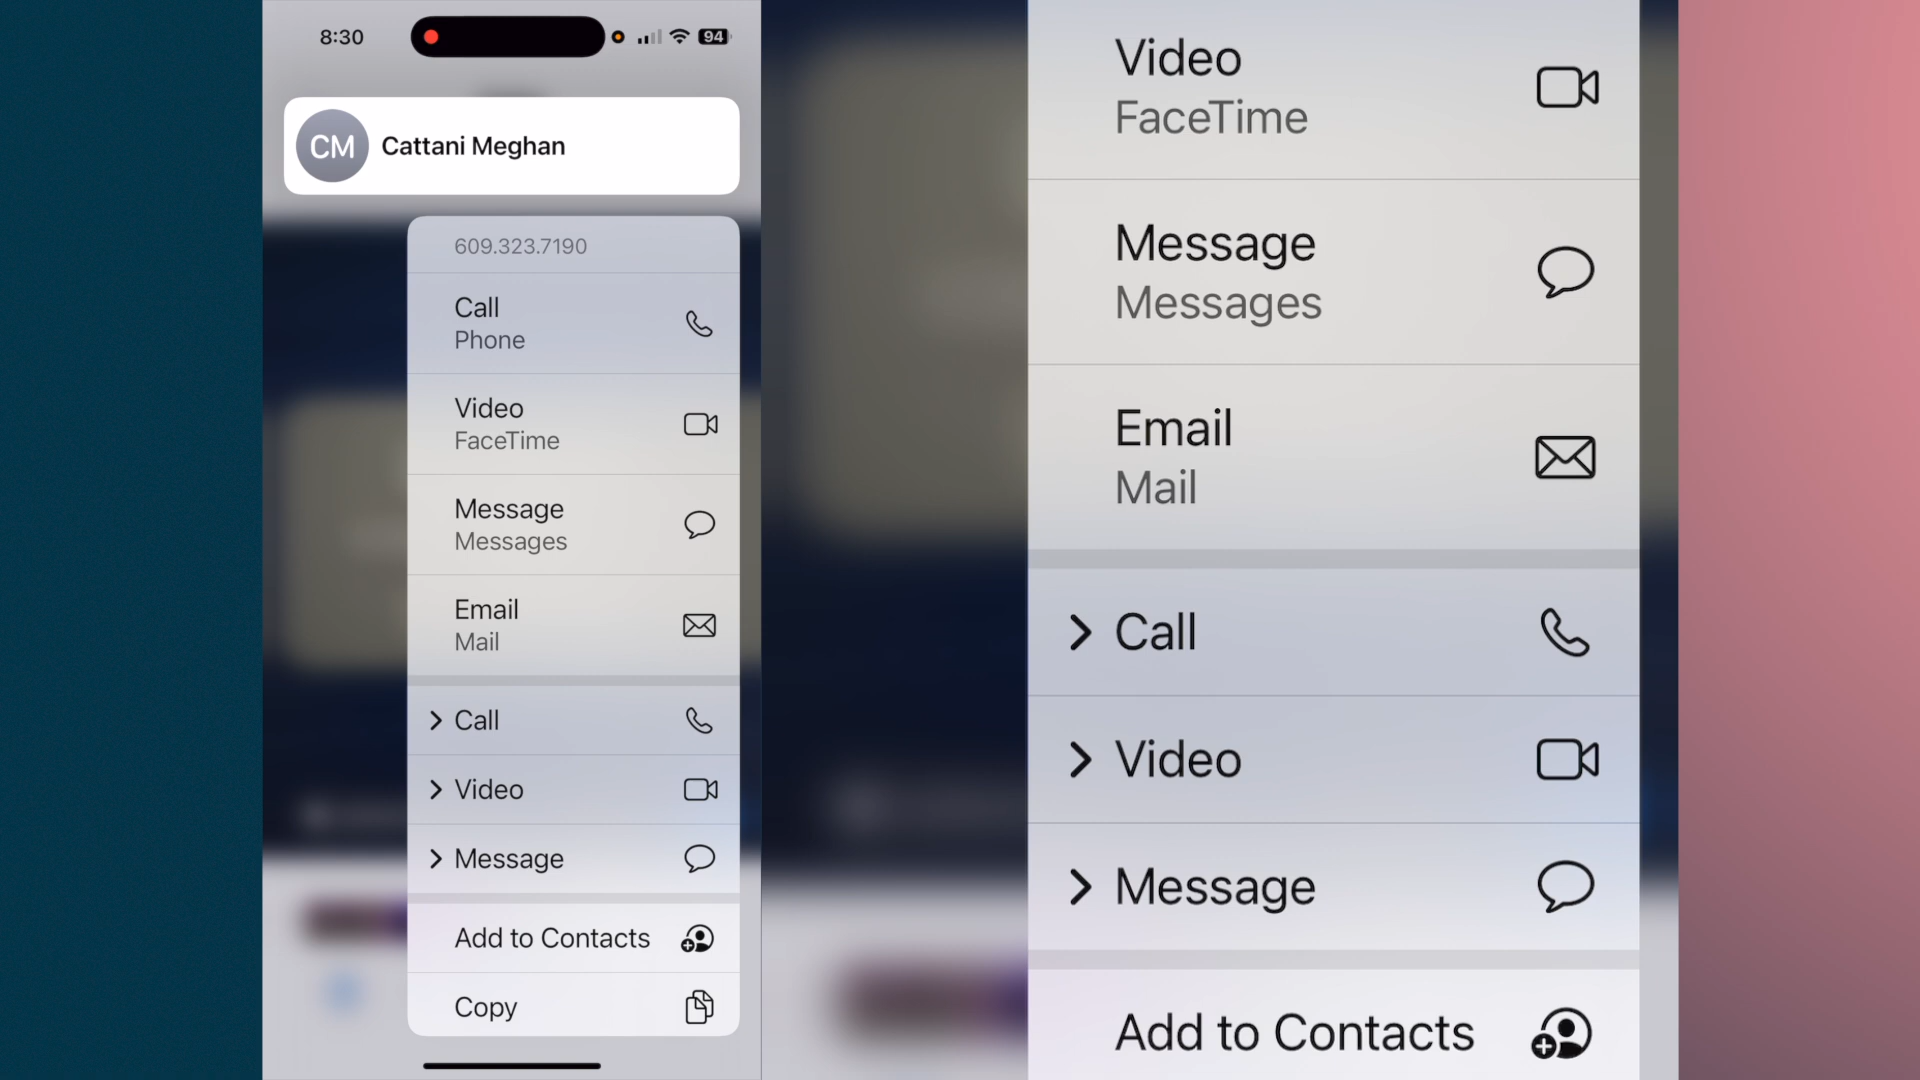 8:30
94
CM
Cattani Meghan
609.323.7190
Call
Phone
Video
FaceTime
Message
Messages
Email
Mail
Call
Video
Message
Add to Contacts
Copy
Video
FaceTime
Message
Messages
Email
Mail
Call
Video
Message
Add to Contacts